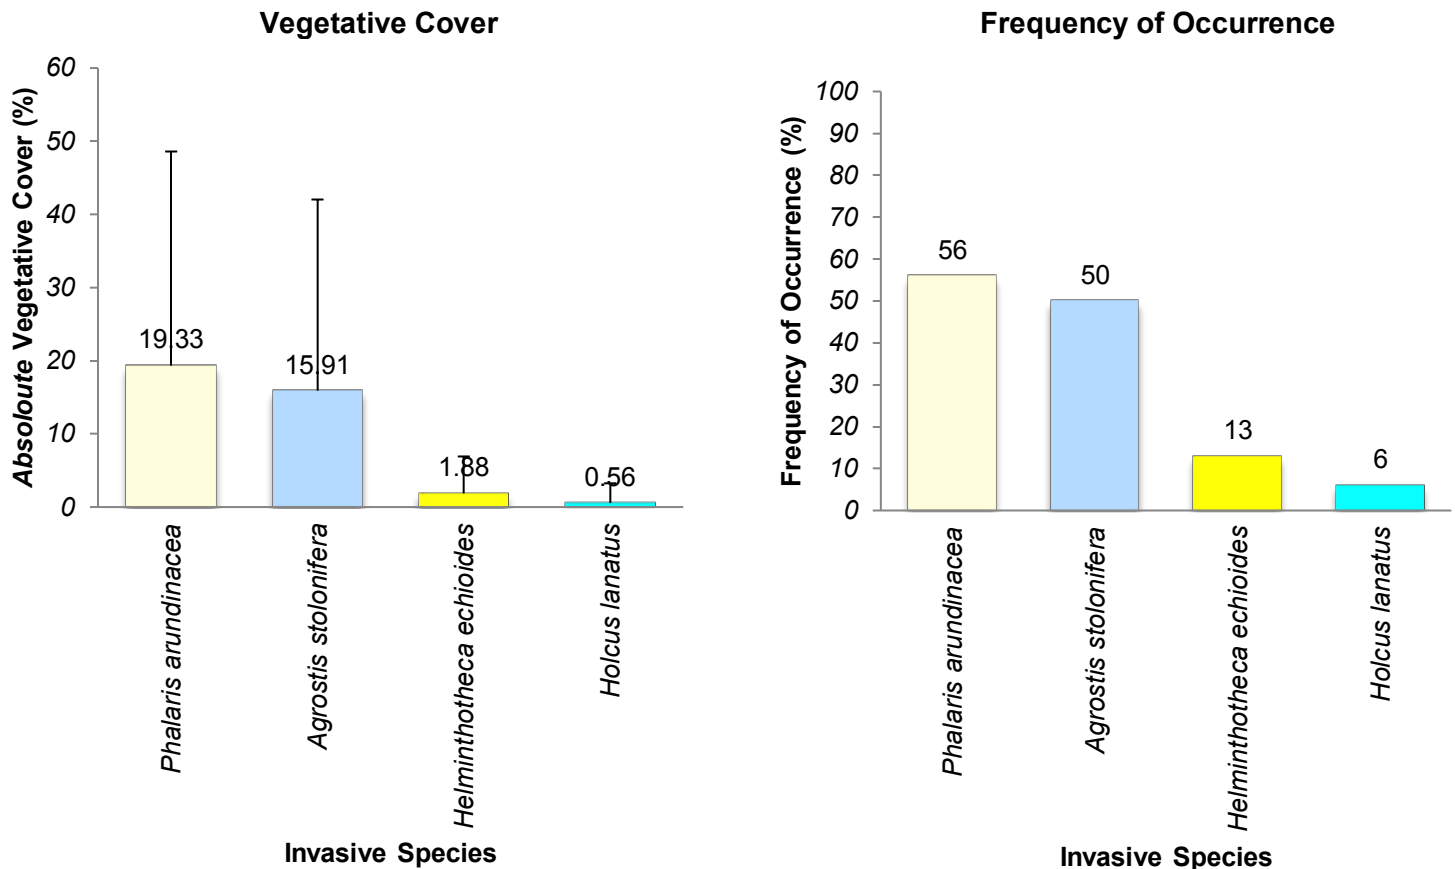 Vegetative Cover
Absoloute Vegetative Cover (%)
60
50
40
30
20
10
0
19.33
15.91
1.88
0.56
Phalaris arundinacea
Agrostis stolonifera
Helminthotheca echioides
Holcus lanatus
Invasive Species
Frequency of Occurrence
Frequency of Occurrence (%)
100
90
80
70
60
50
40
30
20
10
0
56
50
13
6
Phalaris arundinacea
Agrostis stolonifera
Helminthotheca echioides
Holcus lanatus
Invasive Species